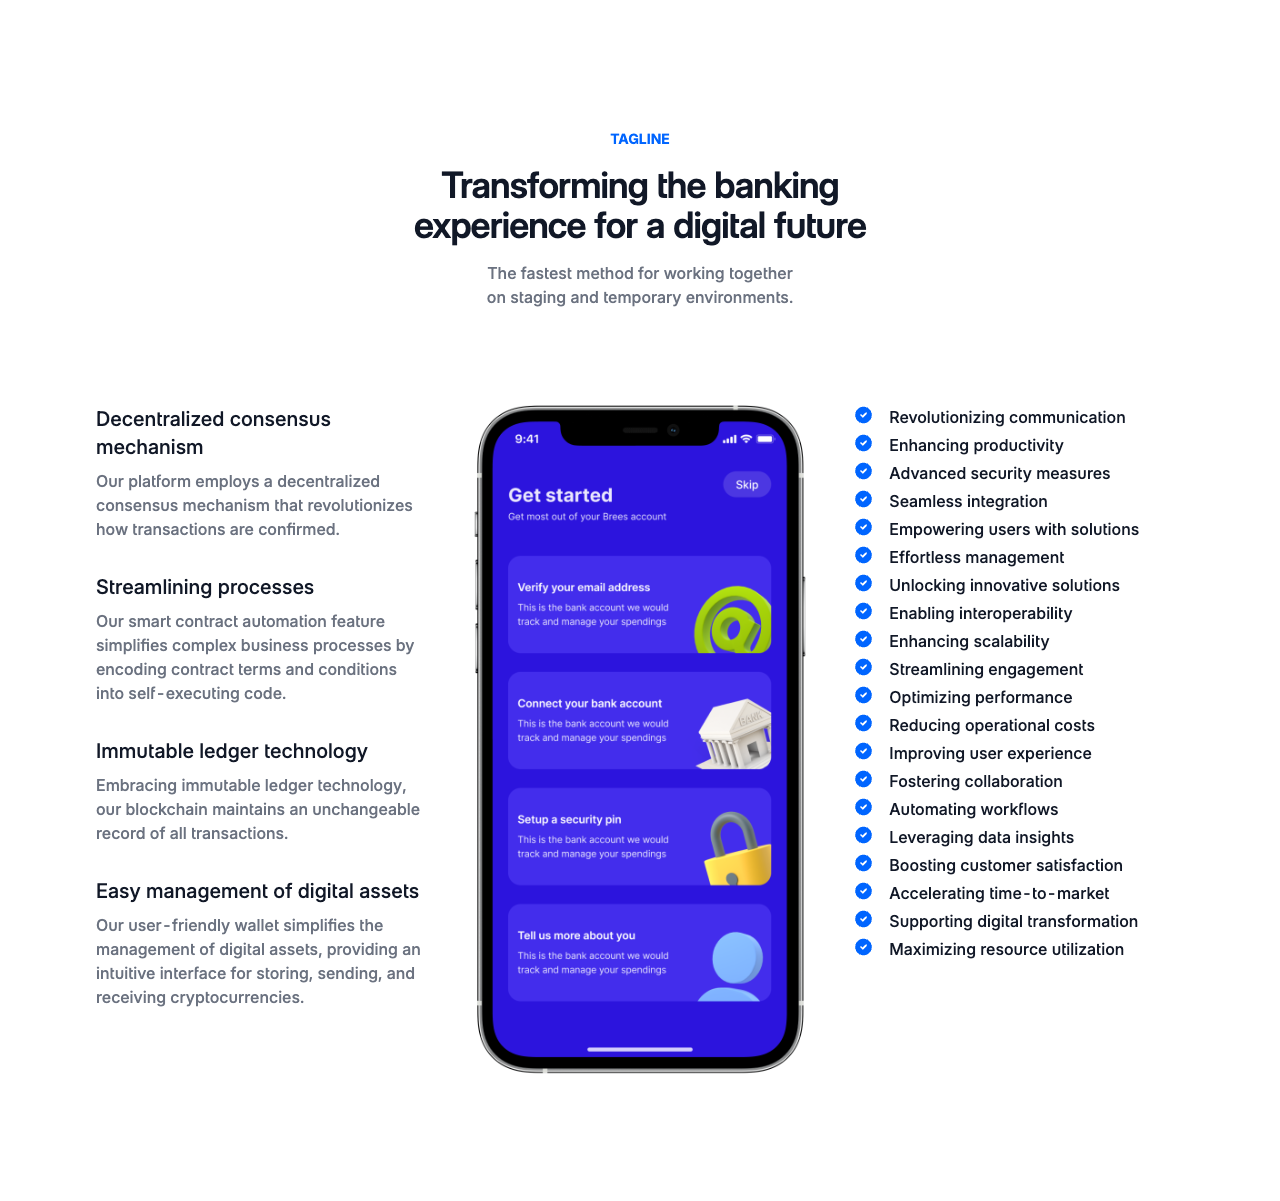 TAGLINE
Transforming the banking
experience for a digital future
The fastest method for working together
on staging and temporary environments.
Decentralized consensus
mechanism
Our platform employs a decentralized
consensus mechanism that revolutionizes
how transactions are confirmed.
Streamlining processes
Our smart contract automation feature
simplifies complex business processes by
encoding contract terms and conditions
into self-executing code.
Immutable ledger technology
Embracing immutable ledger technology,
our blockchain maintains an unchangeable
record of all transactions.
Easy management of digital assets
Our user-friendly wallet simplifies the
management of digital assets, providing an
intuitive interface for storing, sending, and
receiving cryptocurrencies.
9:41
Skip
Get started
Get most out of your Brees account
Verify your email address
This is the bank account we would
track and manage your spendings
Connect your bank account
This is the bank account we would
track and manage your spendings
BANK
Setup a security pin
This is the bank account we would
track and manage your spendings
Tell us more about you
This is the bank account we would
track and manage your spendings
Revolutionizing communication
Enhancing productivity
Advanced security measures
Seamless integration
Empowering users with solutions
Effortless management
Unlocking innovative solutions
Enabling interoperability
Enhancing scalability
Streamlining engagement
Optimizing performance
Reducing operational costs
Improving user experience
Fostering collaboration
Automating workflows
Leveraging data insights
Boosting customer satisfaction
Accelerating time-to-market
Supporting digital transformation
Maximizing resource utilization